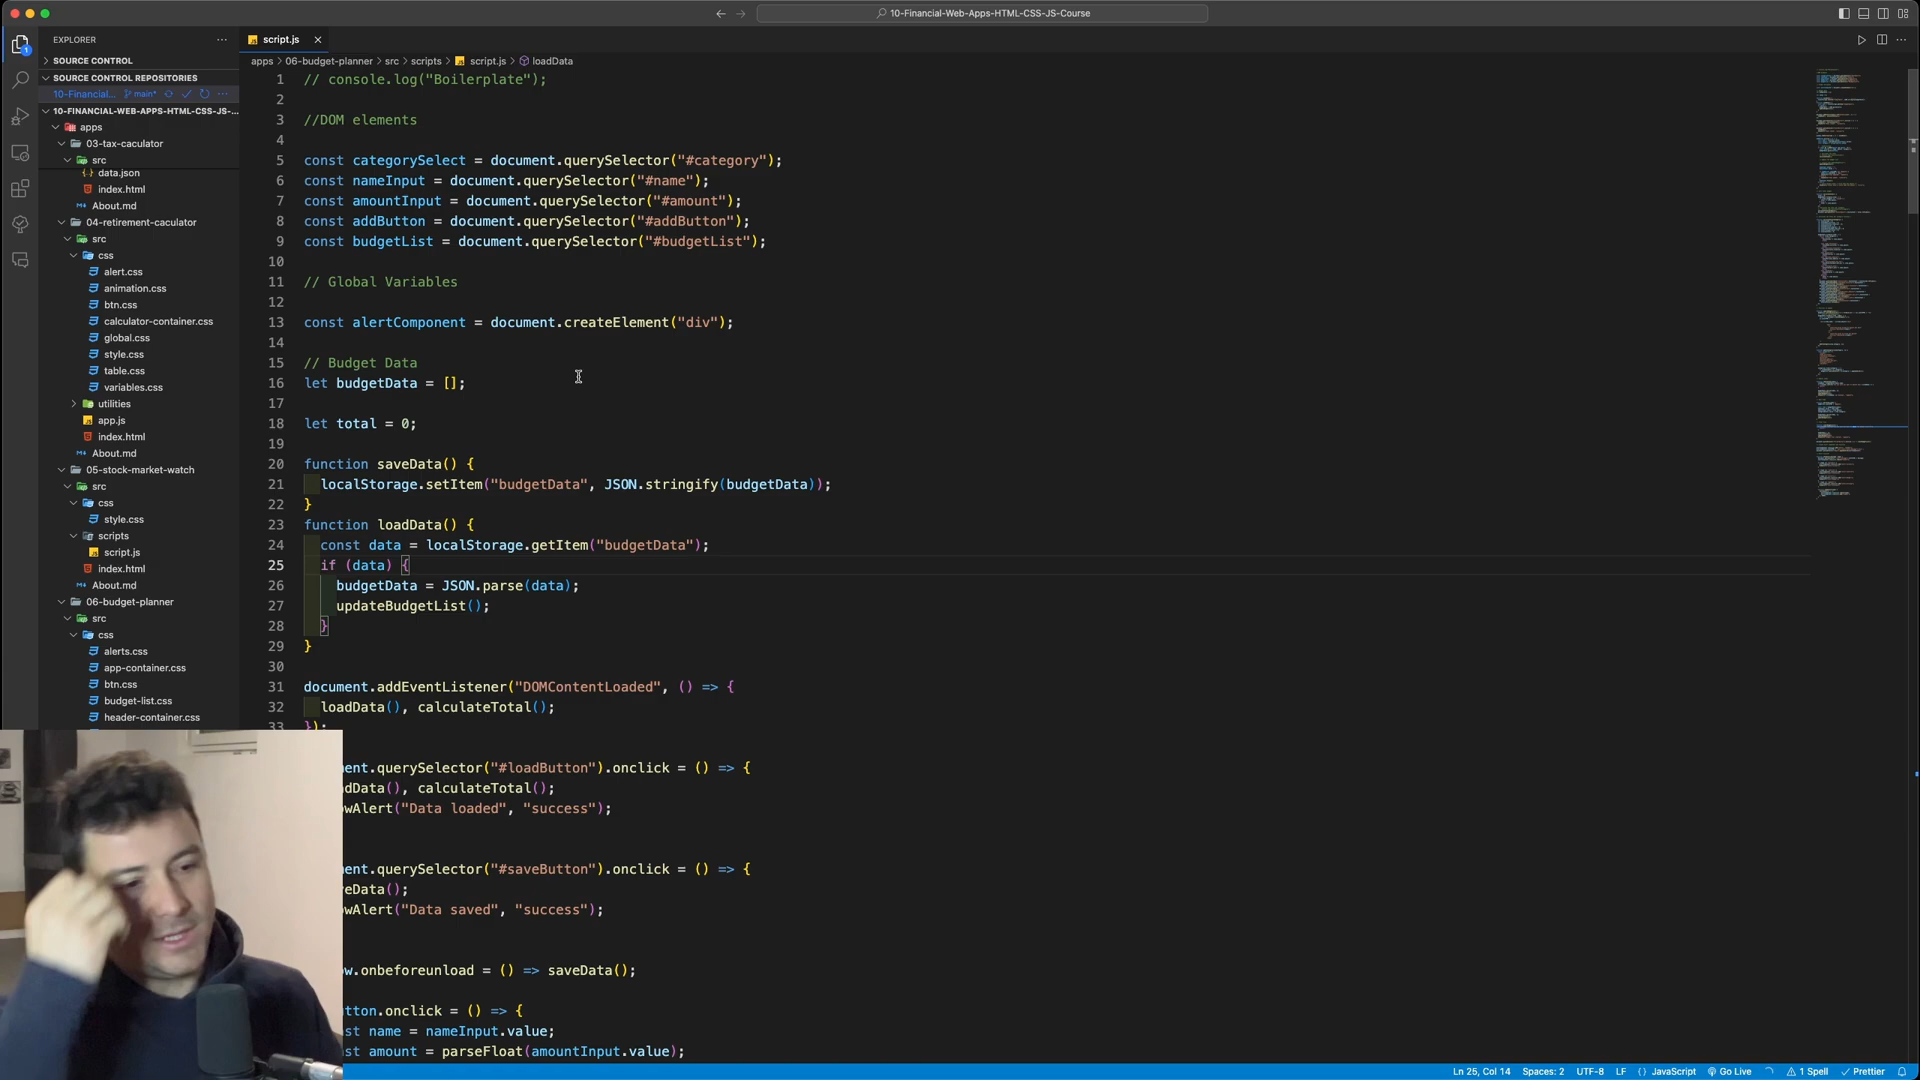 10-Financial-Web-Apps-HTML-CSS-JS-Course
EXPLORER
SOURCE CONTROL
SOURCE CONTROL REPOSITORIES
10-Financial... main*
10-FINANCIAL-WEB-APPS-HTML-CSS-JS-...
apps
03-tax-caculator
src
data.json
index.html
About.md
04-retirement-caculator
src
css
alert.css
animation.css
btn.css
calculator-container.css
global.css
style.css
table.css
variables.css
utilities
app.js
index.html
About.md
05-stock-market-watch
src
css
style.css
scripts
script.js
index.html
About.md
06-budget-planner
src
css
alerts.css
app-container.css
btn.css
budget-list.css
header-container.css
script.js
apps > 06-budget-planner > src > scripts > script.js > loadData
1 // console.log("Boilerplate");
2
3 //DOM elements
4
5 const categorySelect = document.querySelector("#category");
6 const nameInput = document.querySelector("#name");
7 const amountInput = document.querySelector("#amount");
8 const addButton = document.querySelector("#addButton");
9 const budgetList = document.querySelector("#budgetList");
10
11 // Global Variables
12
13 const alertComponent = document.createElement("div");
14
15 // Budget Data
16 let budgetData = [];
17
18 let total = 0;
19
20 function saveData() {
21 localStorage.setItem("budgetData", JSON.stringify(budgetData));
22 }
23 function loadData() {
24 const data = localStorage.getItem("budgetData");
25 if (data) {
26 budgetData = JSON.parse(data);
27 updateBudgetList();
28 }
29 }
30
31 document.addEventListener("DOMContentLoaded", () => {
32 loadData(), calculateTotal();
33 });
ent.querySelector("#loadButton").onclick = () => {
dData(), calculateTotal();
owAlert("Data loaded", "success");
ent.querySelector("#saveButton").onclick = () => {
veData();
owAlert("Data saved", "success");
ow.onbeforeunload = () => saveData();
utton.onclick = () => {
st name = nameInput.value;
st amount = parseFloat(amountInput.value);
Ln 25, Col 14 Spaces: 2 UTF-8 LF {} JavaScript Go Live 1 Spell Prettier